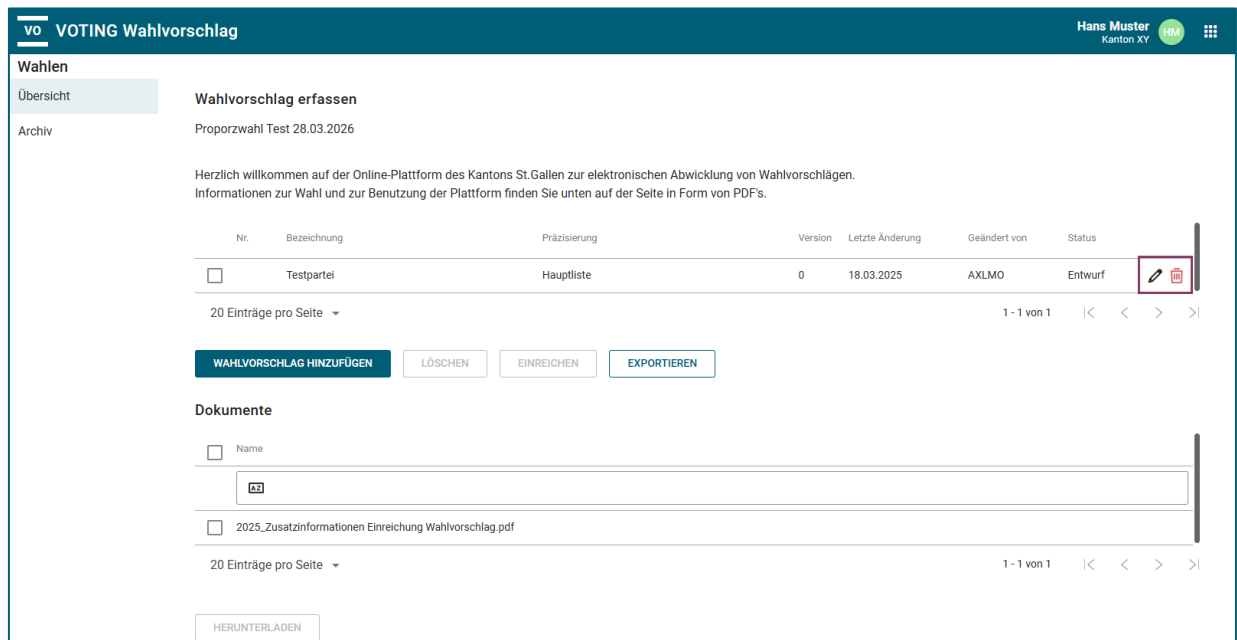 VO VOTING Wahlvorschlag
Hans Muster
Kanton XY
HM
Wahlen
Übersicht
Archiv
Wahlvorschlag erfassen
Proporzwahl Test 28.03.2026
Herzlich willkommen auf der Online-Plattform des Kantons St.Gallen zur elektronischen Abwicklung von Wahlvorschlägen.
Informationen zur Wahl und zur Benutzung der Plattform finden Sie unten auf der Seite in Form von PDF's.
Nr. Bezeichnung Präzisierung Version Letzte Änderung Geändert von Status
Testpartei Hauptliste 0 18.03.2025 AXLMO Entwurf
20 Einträge pro Seite 1 - 1 von 1
WAHLVORSCHLAG HINZUFÜGEN LÖSCHEN EINREICHEN EXPORTIEREN
Dokumente
Name
AZ
2025_Zusatzinformationen Einreichung Wahlvorschlag.pdf
20 Einträge pro Seite 1 - 1 von 1
HERUNTERLADEN